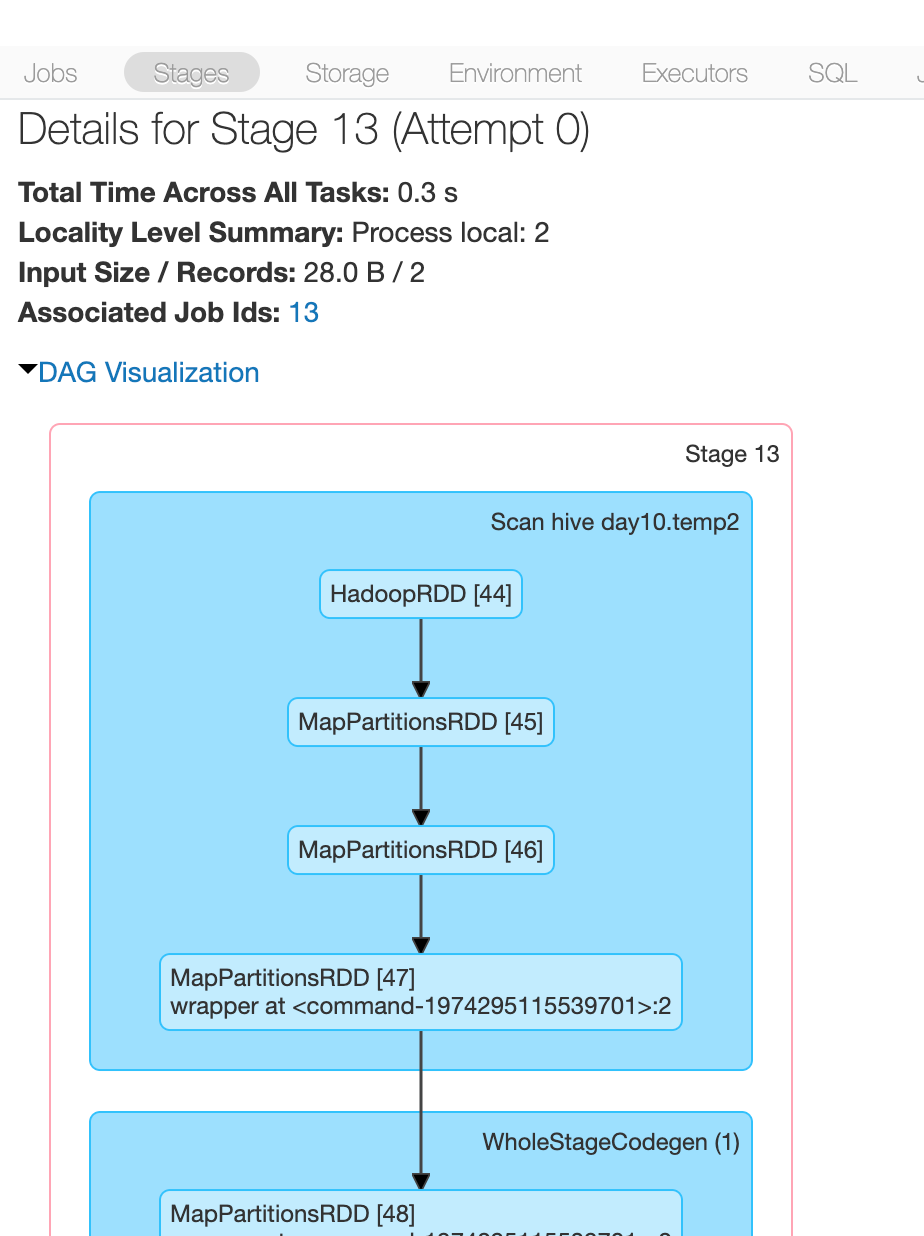 Jobs Stages Storage Environment Executors SQL
Details for Stage 13 (Attempt 0)
Total Time Across All Tasks: 0.3 s
Locality Level Summary: Process local: 2
Input Size / Records: 28.0 B / 2
Associated Job Ids: 13
DAG Visualization
Stage 13
Scan hive day10.temp2
HadoopRDD [44]
MapPartitionsRDD [45]
MapPartitionsRDD [46]
MapPartitionsRDD [47]
wrapper at <command-1974295115539701>:2
WholeStageCodegen (1)
MapPartitionsRDD [48]